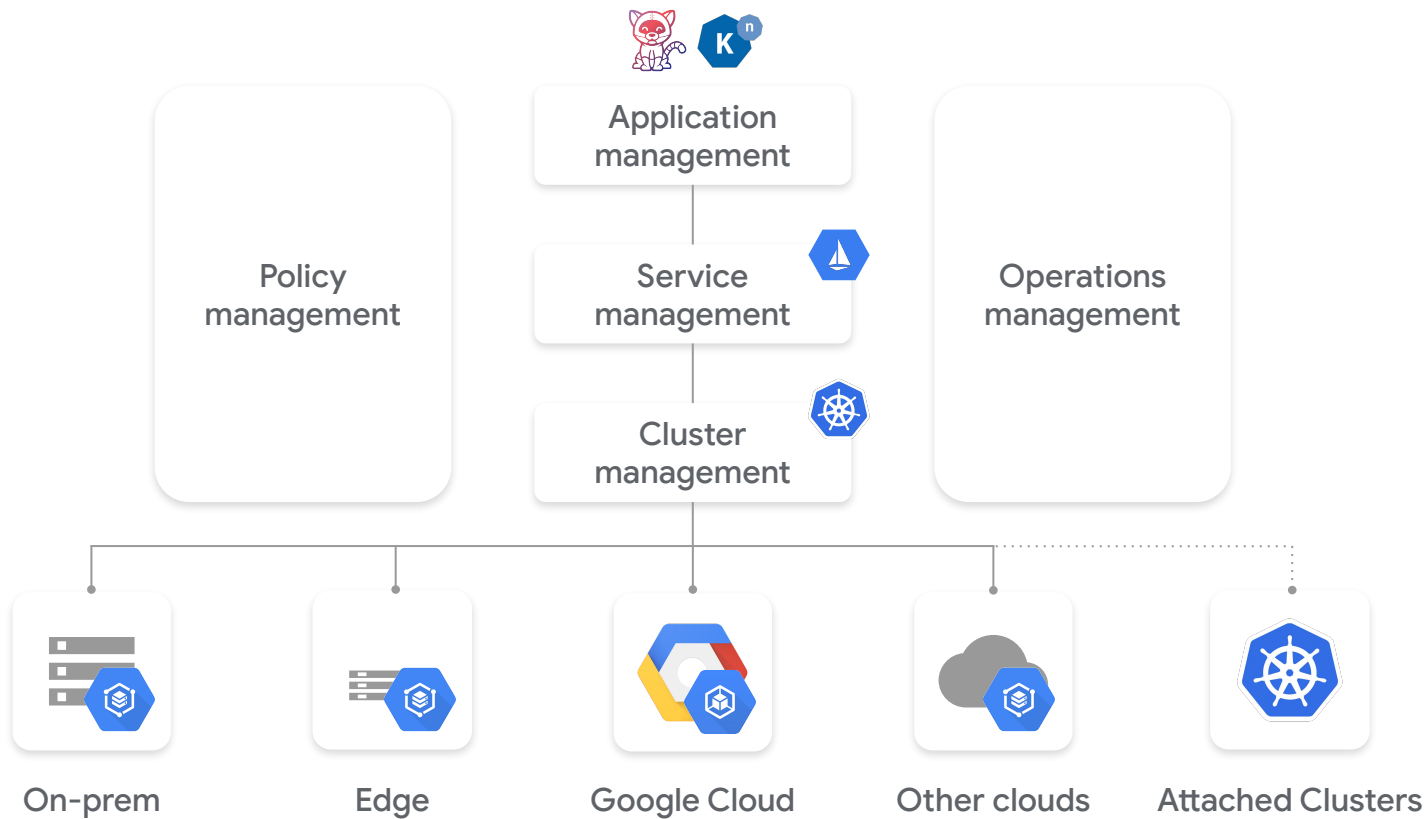 K
n
Application
management
Policy
management
Service
management
Operations
management
Cluster
management
On-prem
Edge
Google Cloud
Other clouds
Attached Clusters